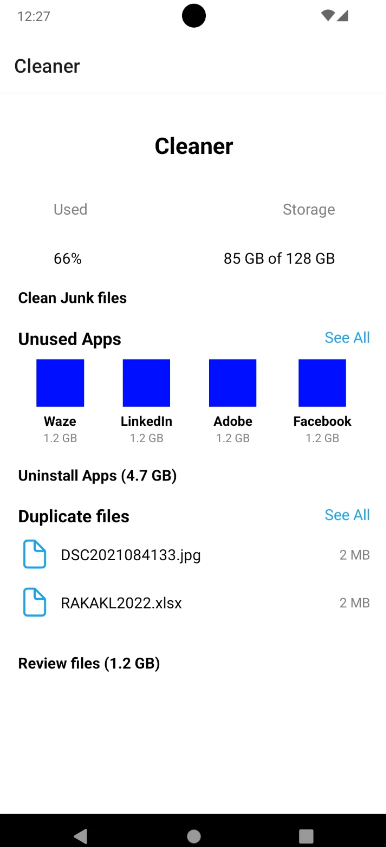 12:27
Cleaner
Cleaner
Used Storage
66% 85 GB of 128 GB
Clean Junk files
Unused Apps See All
Waze LinkedIn Adobe Facebook
1.2 GB 1.2 GB 1.2 GB 1.2 GB
Uninstall Apps (4.7 GB)
Duplicate files See All
DSC2021084133.jpg 2 MB
RAKAKL2022.xlsx 2 MB
Review files (1.2 GB)